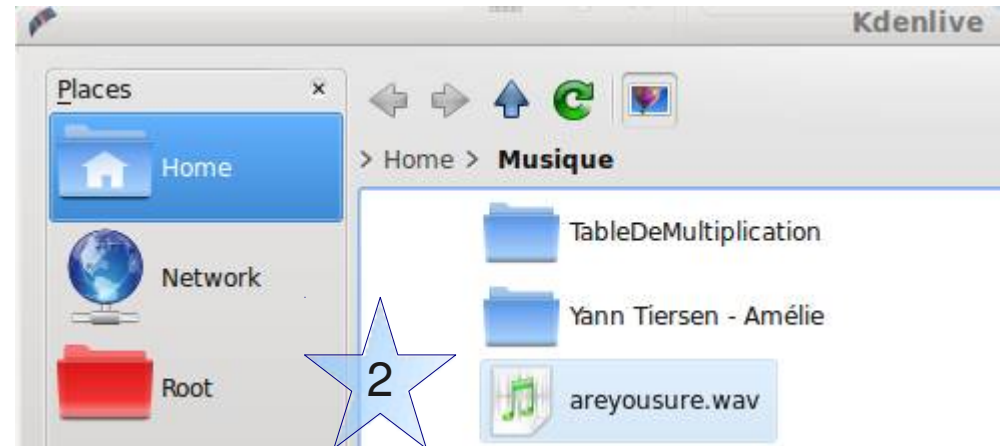 Kdenlive
Places
Home
Network
Root
> Home > Musique
TableDeMultiplication
Yann Tiersen - Amélie
2
areyousure.wav